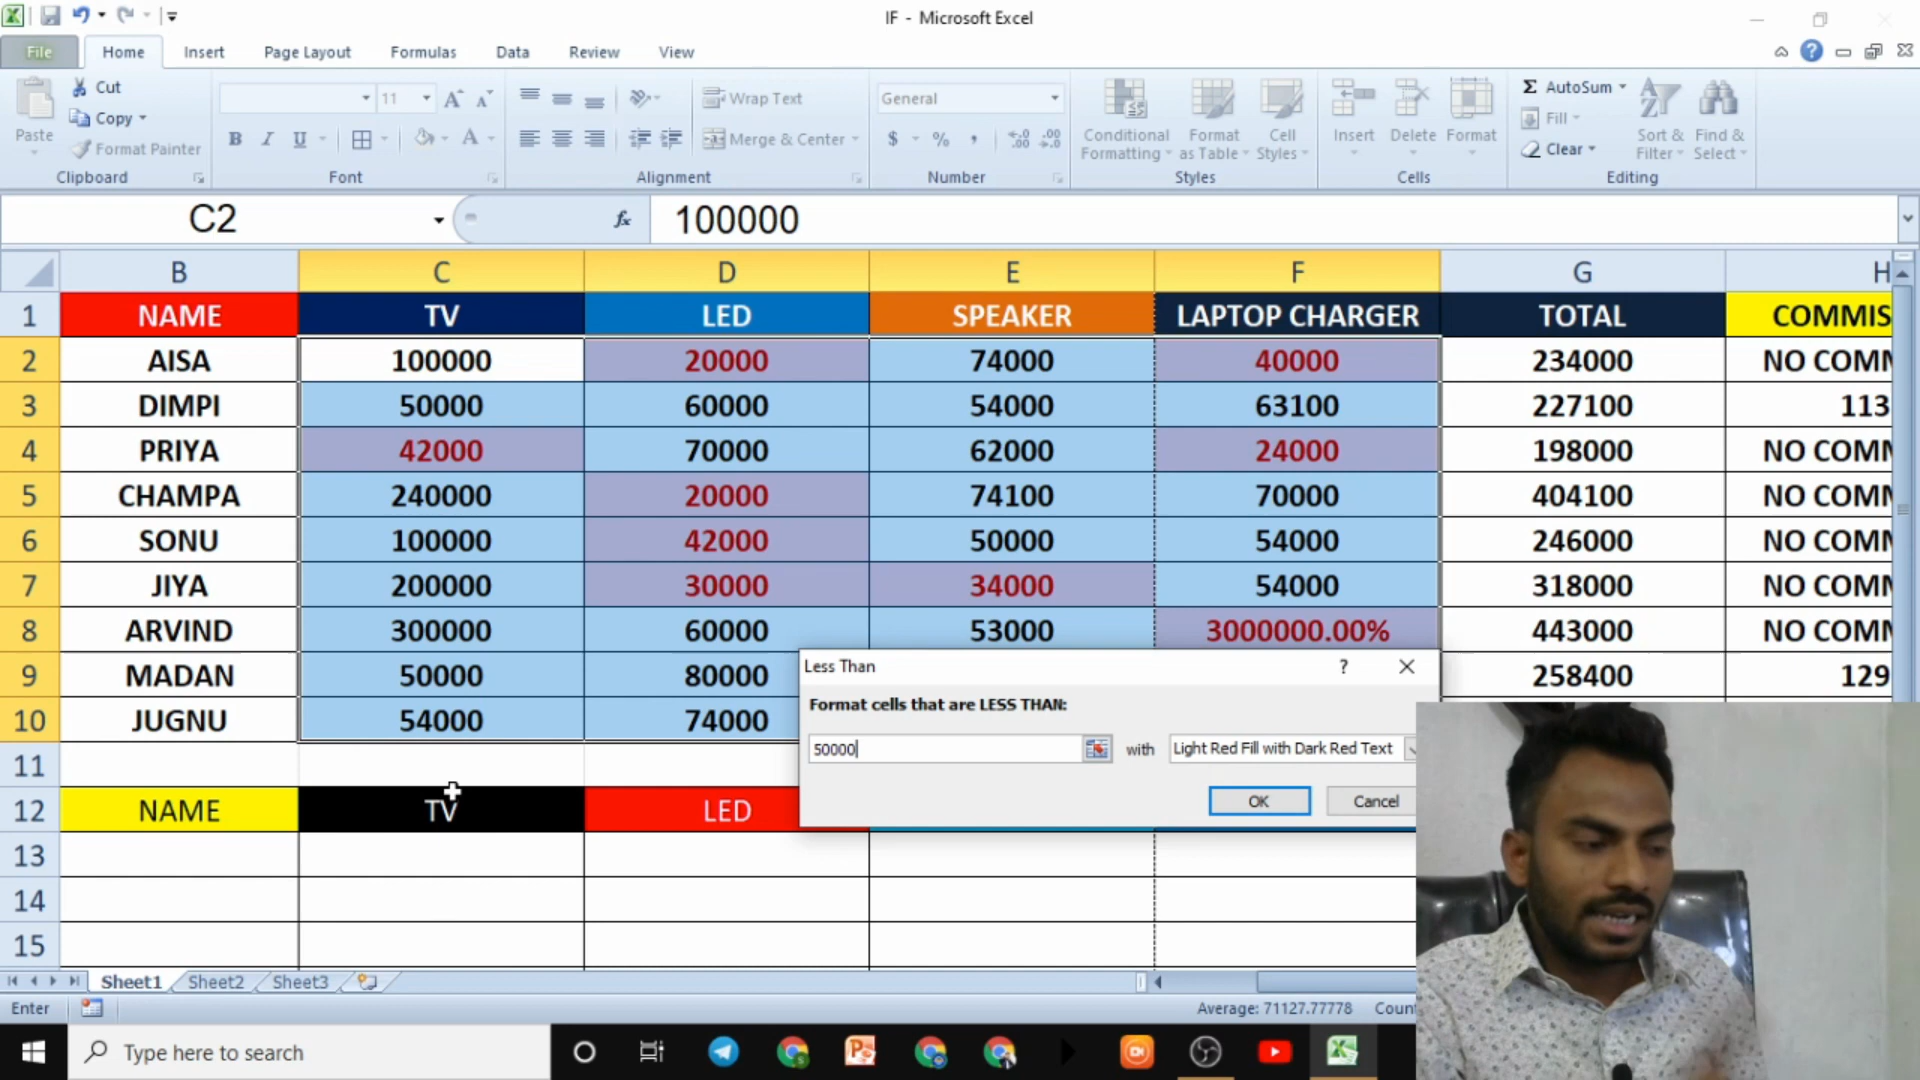 IF - Microsoft Excel
File Home Insert Page Layout Formulas Data Review View
Cut
Copy
Format Painter
Paste
Clipboard
11
B I U
Font
Wrap Text
Merge & Center
Alignment
General
$ % ,
Number
Conditional Formatting
Format as Table
Cell Styles
Styles
Insert Delete Format
Cells
Σ AutoSum
Fill
Clear
Sort & Filter
Find & Select
Editing
C2 fx 100000
B C D E F G H
1 NAME TV LED SPEAKER LAPTOP CHARGER TOTAL COMMIS
2 AISA 100000 20000 74000 40000 234000 NO COMM
3 DIMPI 50000 60000 54000 63100 227100 113
4 PRIYA 42000 70000 62000 24000 198000 NO COMM
5 CHAMPA 240000 20000 74100 70000 404100 NO COMM
6 SONU 100000 42000 50000 54000 246000 NO COMM
7 JIYA 200000 30000 34000 54000 318000 NO COMM
8 ARVIND 300000 60000 53000 3000000.00% 443000 NO COMM
9 MADAN 50000 80000 258400 129
10 JUGNU 54000 74000
11
12 NAME TV LED
13
14
15
Less Than ?
Format cells that are LESS THAN:
50000 with Light Red Fill with Dark Red Text
OK Cancel
Sheet1 Sheet2 Sheet3
Enter Average: 71127.77778 Coun
Type here to search